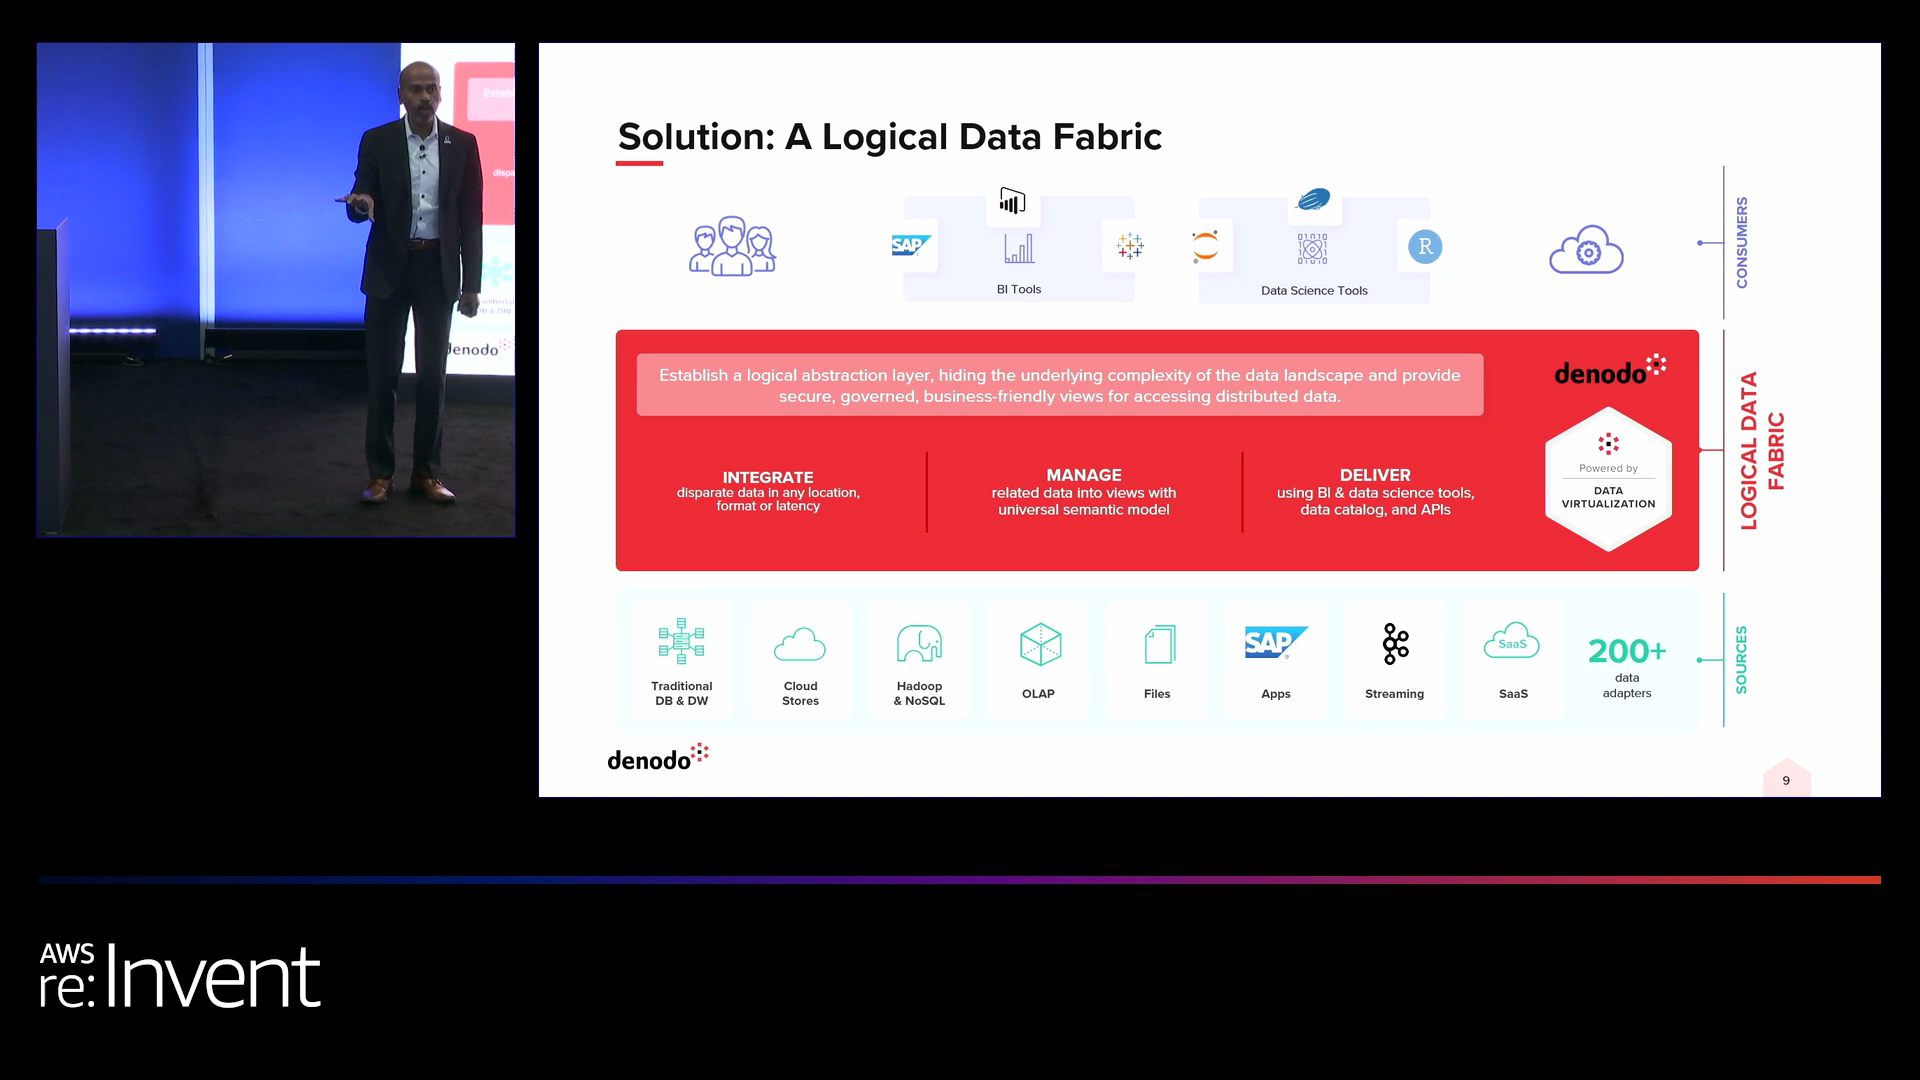 Solution: A Logical Data Fabric
SAP
BI Tools
R
Data Science Tools
CONSUMERS
Establish a logical abstraction layer, hiding the underlying complexity of the data landscape and provide
secure, governed, business-friendly views for accessing distributed data.
denodo
INTEGRATE
disparate data in any location,
format or latency
MANAGE
related data into views with
universal semantic model
DELIVER
using BI & data science tools,
data catalog, and APIs
Powered by
DATA
VIRTUALIZATION
LOGICAL DATA
FABRIC
Traditional
DB & DW
Cloud
Stores
Hadoop
& NoSQL
OLAP
Files
SAP
Apps
Streaming
SaaS
SaaS
200+
data
adapters
SOURCES
denodo
9
denodo
AWS
re:Invent